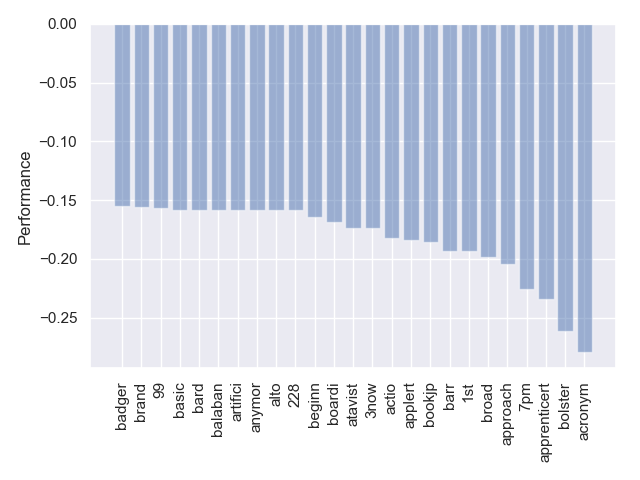 0.00
−0.05
−0.10
−0.15
−0.20
−0.25
Performance
badger
brand
99
basic
bard
balaban
artifici
anymor
alto
228
beginn
boardi
atavist
3now
actio
applert
bookjp
barr
1st
broad
approach
7pm
apprenticert
bolster
acronym